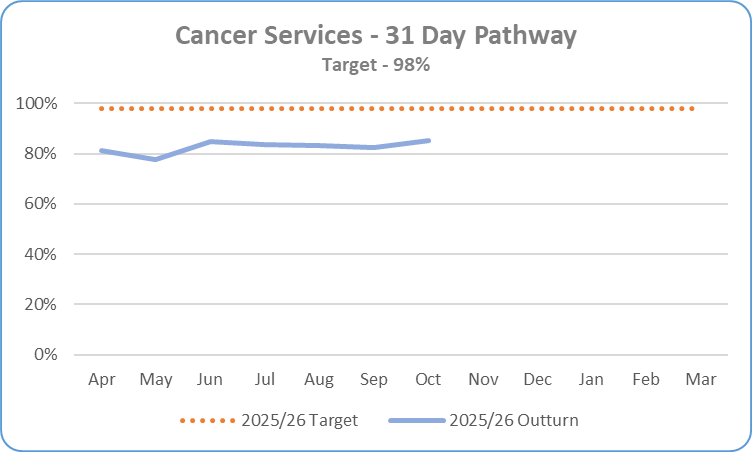 Cancer Services - 31 Day Pathway
Target - 98%
100%
80%
60%
40%
20%
0%
Apr May Jun Jul Aug Sep Oct Nov Dec Jan Feb Mar
2025/26 Target 2025/26 Outturn